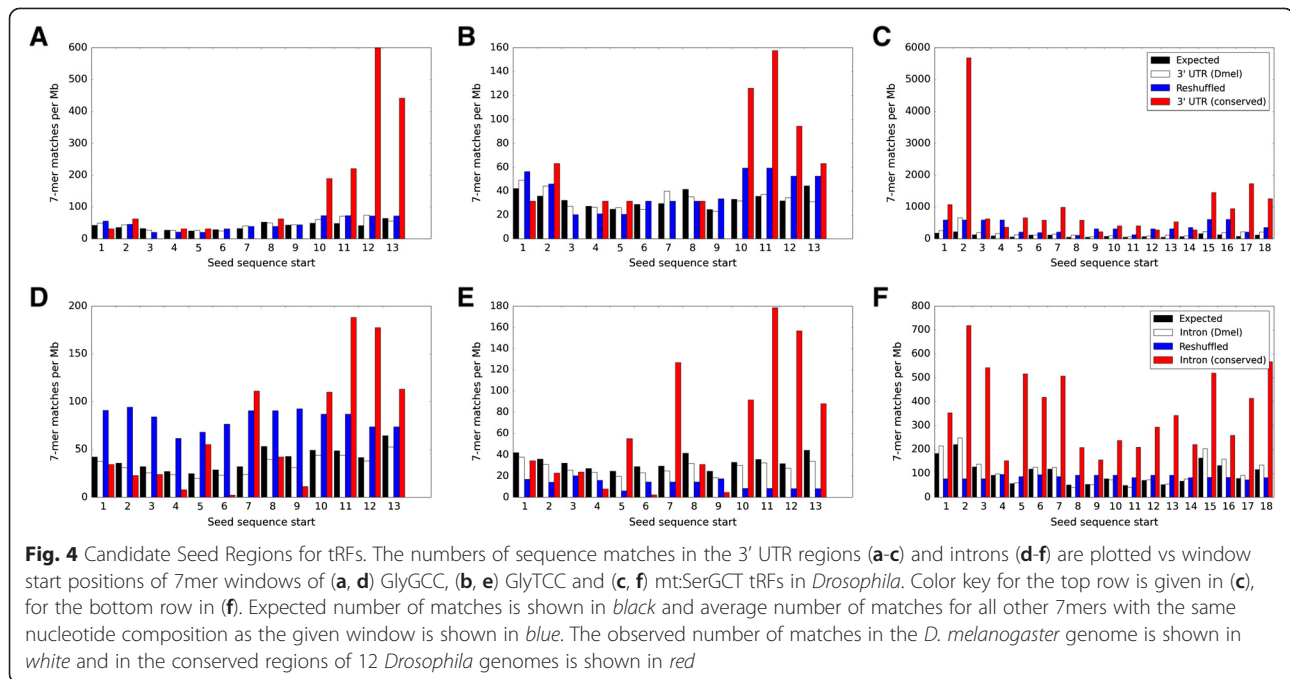 A
600
500
400
300
200
100
0
7-mer matches per Mb
1 2 3 4 5 6 7 8 9 10 11 12 13
Seed sequence start
B
160
140
120
100
80
60
40
20
0
7-mer matches per Mb
1 2 3 4 5 6 7 8 9 10 11 12 13
Seed sequence start
C
6000
5000
4000
3000
2000
1000
0
7-mer matches per Mb
Expected
3' UTR (Dmel)
Reshuffled
3' UTR (conserved)
1 2 3 4 5 6 7 8 9 10 11 12 13 14 15 16 17 18
Seed sequence start
D
200
150
100
50
0
7-mer matches per Mb
1 2 3 4 5 6 7 8 9 10 11 12 13
Seed sequence start
E
180
160
140
120
100
80
60
40
20
0
7-mer matches per Mb
1 2 3 4 5 6 7 8 9 10 11 12 13
Seed sequence start
F
800
700
600
500
400
300
200
100
0
7-mer matches per Mb
Expected
Intron (Dmel)
Reshuffled
Intron (conserved)
1 2 3 4 5 6 7 8 9 10 11 12 13 14 15 16 17 18
Seed sequence start
Fig. 4 Candidate Seed Regions for tRFs. The numbers of sequence matches in the 3′ UTR regions (a-c) and introns (d-f) are plotted vs window
start positions of 7mer windows of (a, d) GlyGCC, (b, e) GlyTCC and (c, f) mt:SerGCT tRFs in Drosophila. Color key for the top row is given in (c),
for the bottom row in (f). Expected number of matches is shown in black and average number of matches for all other 7mers with the same
nucleotide composition as the given window is shown in blue. The observed number of matches in the D. melanogaster genome is shown in
white and in the conserved regions of 12 Drosophila genomes is shown in red